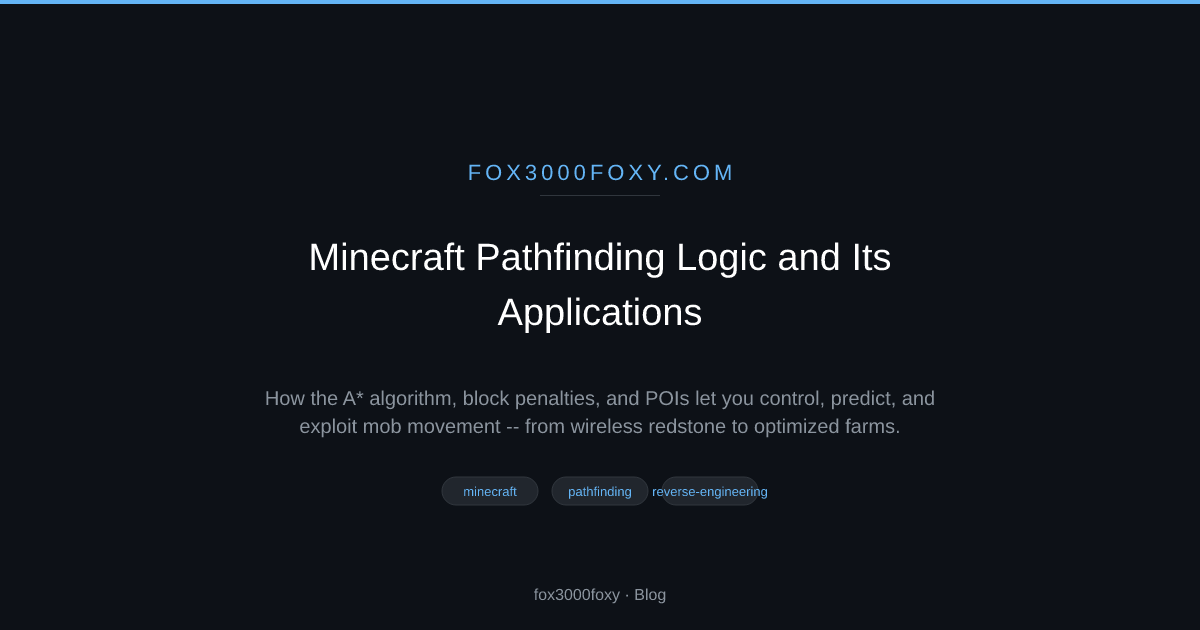 FOX3000FOXY.COM
Minecraft Pathfinding Logic and Its
Applications
How the A* algorithm, block penalties, and POIs let you control, predict, and
exploit mob movement -- from wireless redstone to optimized farms.
minecraft pathfinding reverse-engineering
fox3000foxy · Blog